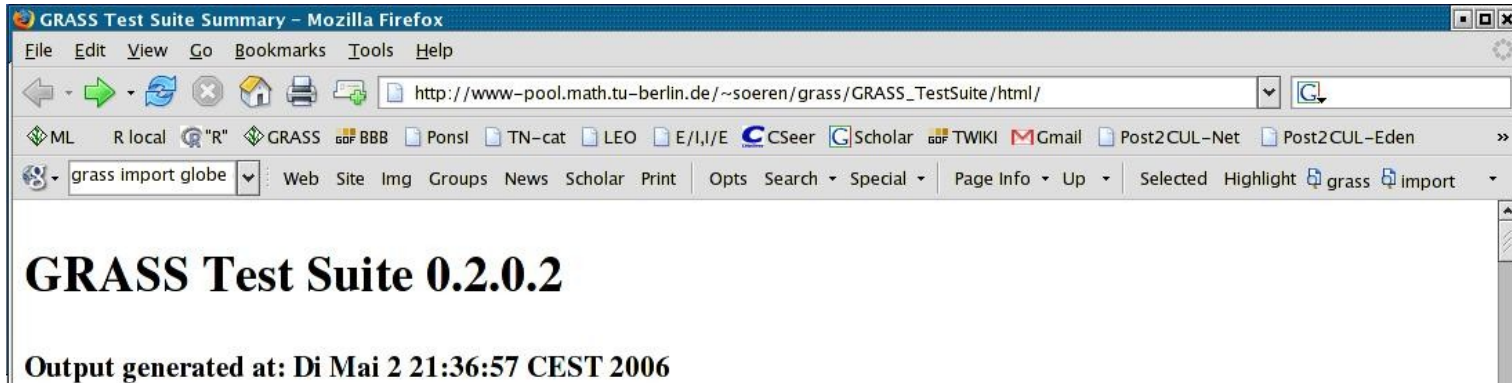 GRASS Test Suite Summary – Mozilla Firefox
File Edit View Go Bookmarks Tools Help
http://www-pool.math.tu-berlin.de/~soeren/grass/GRASS_TestSuite/html/
ML R local "R" GRASS BBB Ponsl TN-cat LEO E/I,I/E CSeer Scholar TWIKI Gmail Post2CUL-Net Post2CUL-Eden »
grass import globe Web Site Img Groups News Scholar Print Opts Search Special Page Info Up Selected Highlight grass import
GRASS Test Suite 0.2.0.2
Output generated at: Di Mai 2 21:36:57 CEST 2006